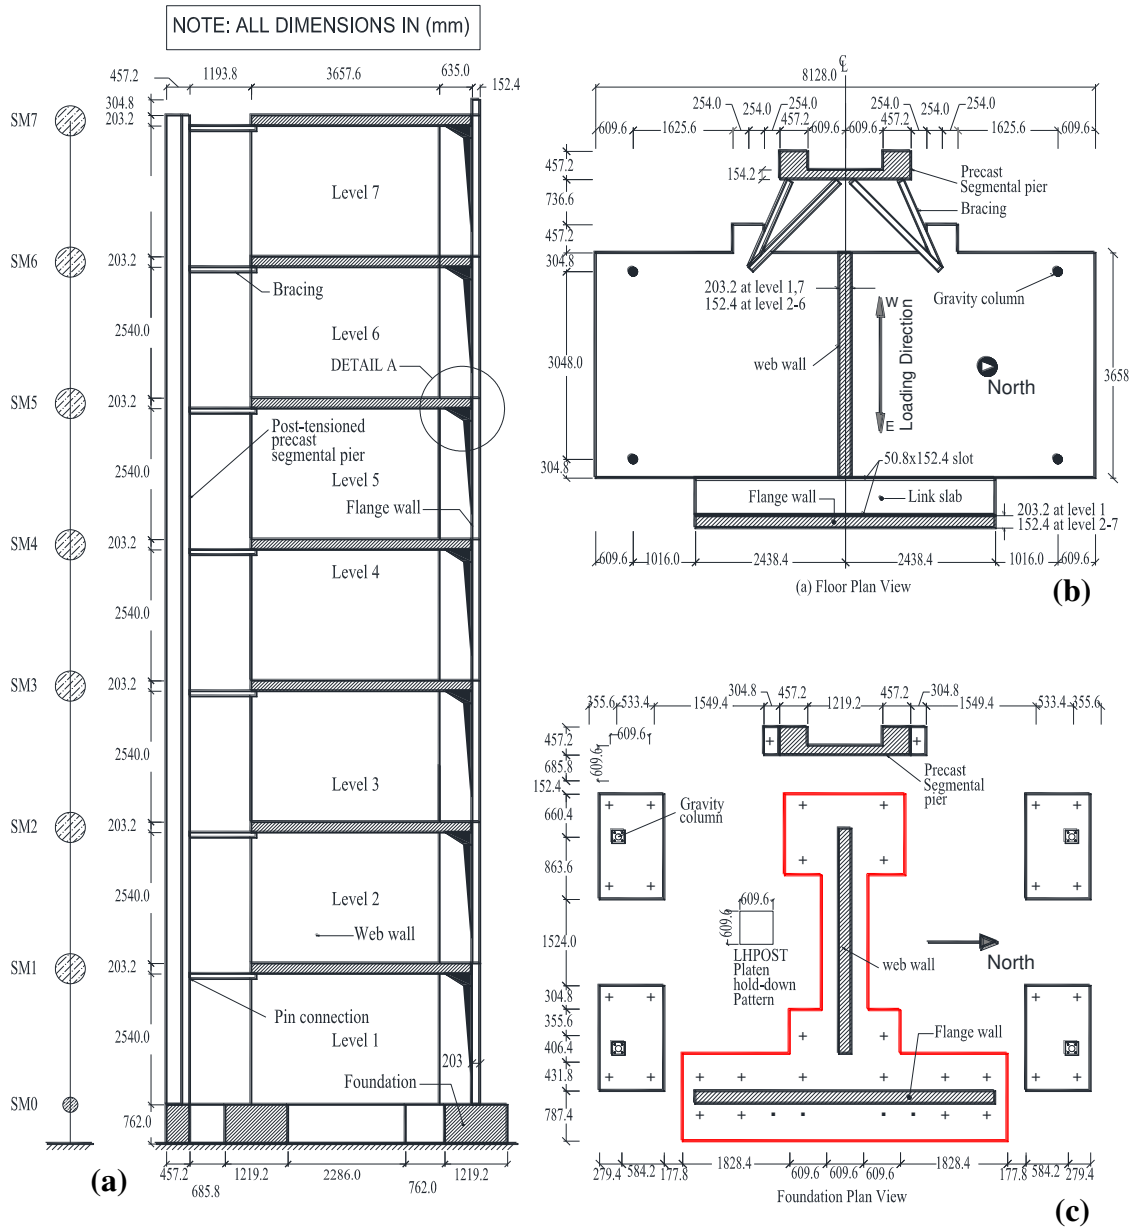 NOTE: ALL DIMENSIONS IN (mm)
457.2
1193.8
3657.6
635.0
152.4
304.8
203.2
SM7
Level 7
SM6
203.2
Bracing
2540.0
Level 6
DETAIL A
SM5
203.2
Post-tensioned
precast
segmental pier
2540.0
Level 5
Flange wall
SM4
203.2
Level 4
2540.0
SM3
203.2
2540.0
Level 3
SM2
203.2
2540.0
Level 2
Web wall
SM1
203.2
Pin connection
2540.0
Level 1
203
Foundation
SM0
762.0
457.2
1219.2
2286.0
1219.2
685.8
762.0
(a)
℄
8128.0
254.0
254.0
254.0
254.0
254.0
254.0
609.6
1625.6
457.2
609.6
609.6
457.2
1625.6
609.6
457.2
154.2
Precast
Segmental pier
736.6
Bracing
457.2
304.8
203.2 at level 1,7
152.4 at level 2-6
W
Gravity
column
Loading Direction
web wall
3048.0
North
3658
E
304.8
50.8x152.4 slot
Flange wall
Link slab
203.2 at level 1
152.4 at level 2-7
609.6
1016.0
2438.4
2438.4
1016.0
609.6
(a) Floor Plan View
(b)
355.6
533.4
1549.4
304.8
457.2
1219.2
457.2
304.8
1549.4
533.4
355.6
457.2
609.6
609.6
685.8
152.4
Precast
Segmental
pier
660.4
Gravity
column
863.6
609.6
609.6
1524.0
LHPOST
Platen
hold-down
Pattern
web wall
North
304.8
355.6
406.4
Flange wall
431.8
787.4
279.4
584.2
177.8
1828.4
609.6
609.6
609.6
1828.4
177.8
584.2
279.4
Foundation Plan View
(c)